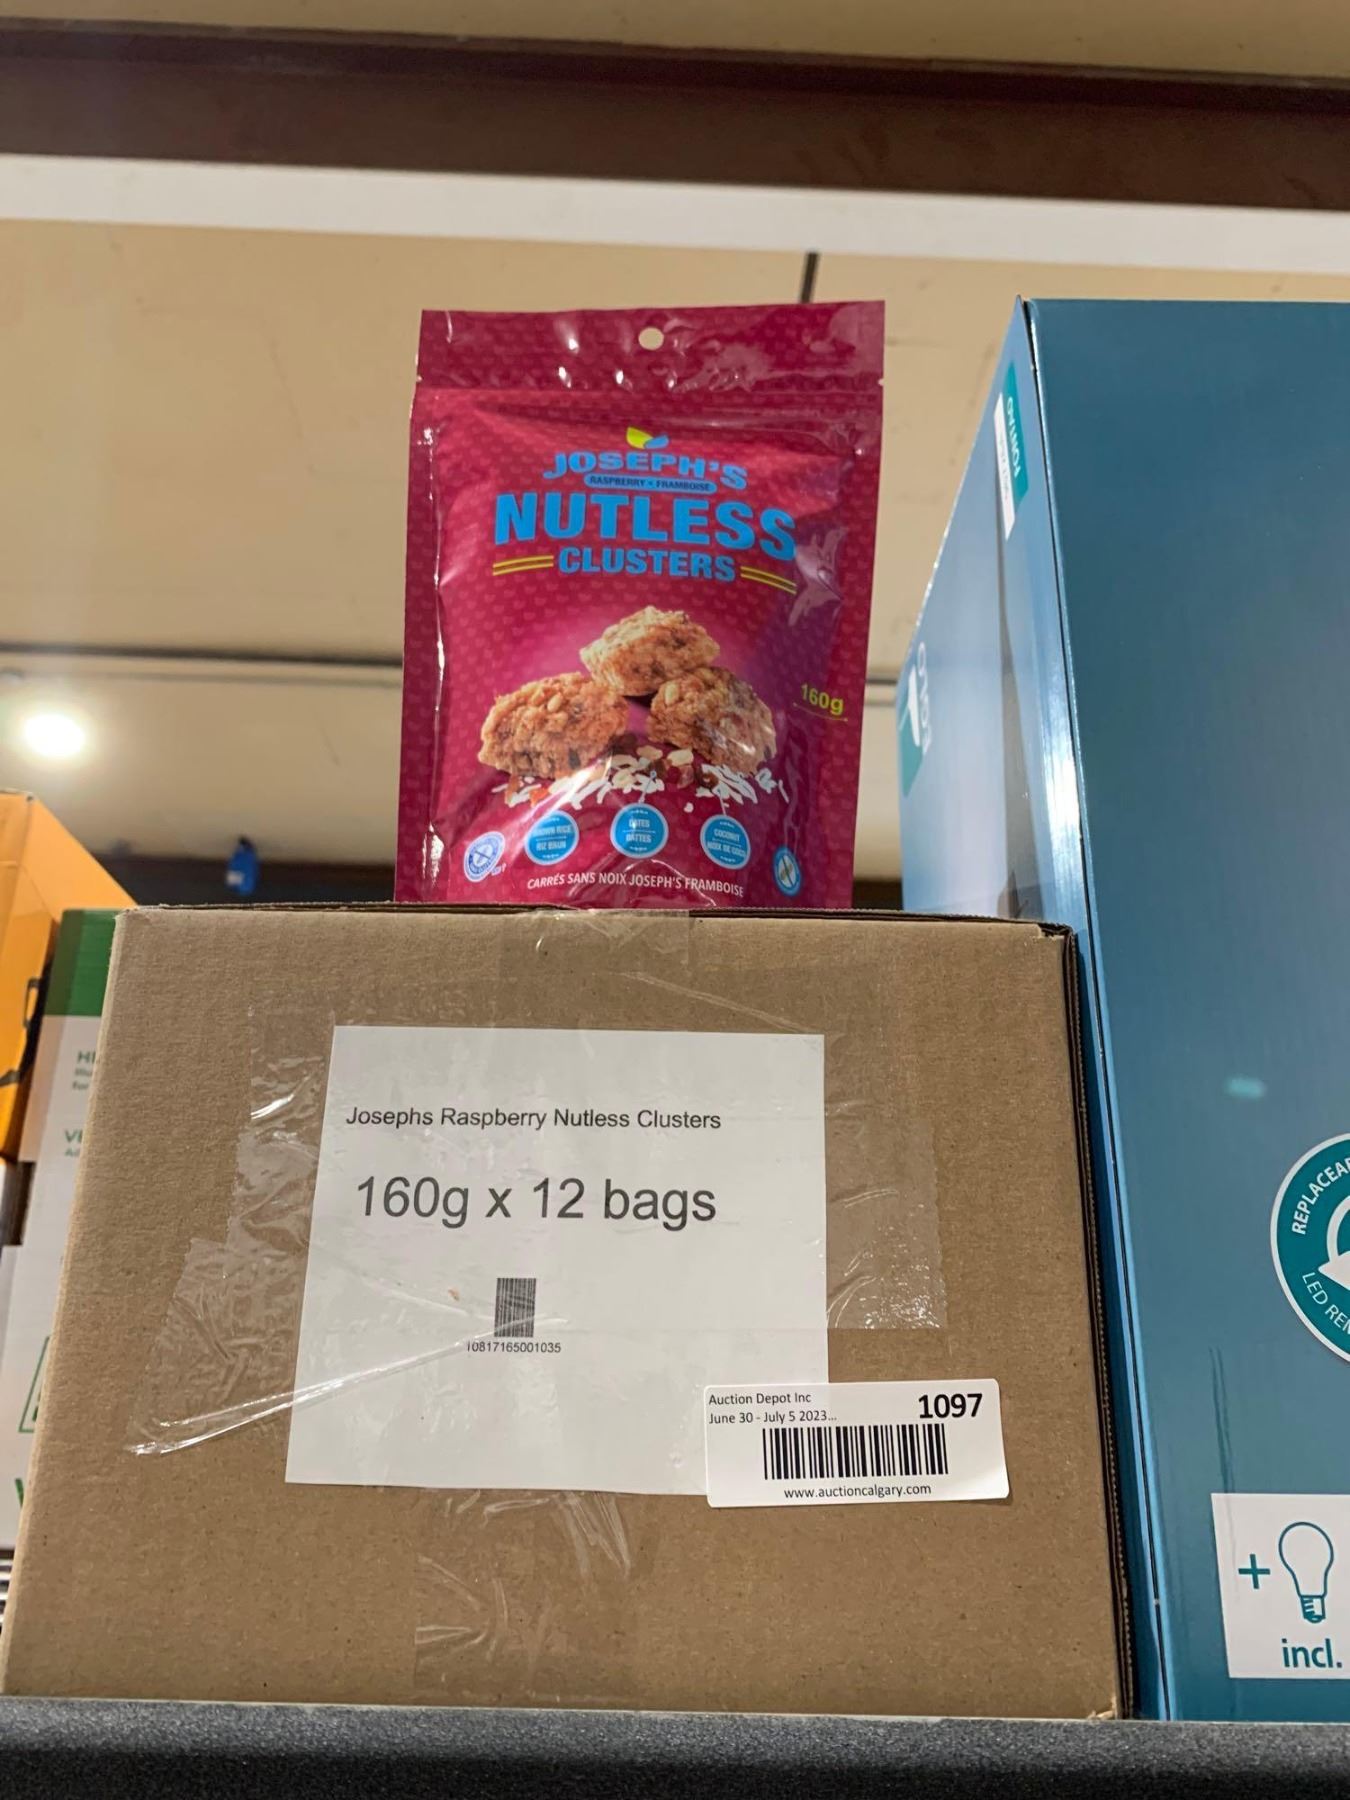 JOSEPH'S
RASPBERRY • FRAMBOISE
NUTLESS
CLUSTERS
160g
BROWN RICE
RIZ BRUN
DATES
DATTES
COCONUT
NOIX DE COCO
CARRÉS SANS NOIX JOSEPH'S FRAMBOISE
Josephs Raspberry Nutless Clusters
160g x 12 bags
10817165001035
Auction Depot Inc
June 30 - July 5 2023...
1097
www.auctioncalgary.com
+
incl.